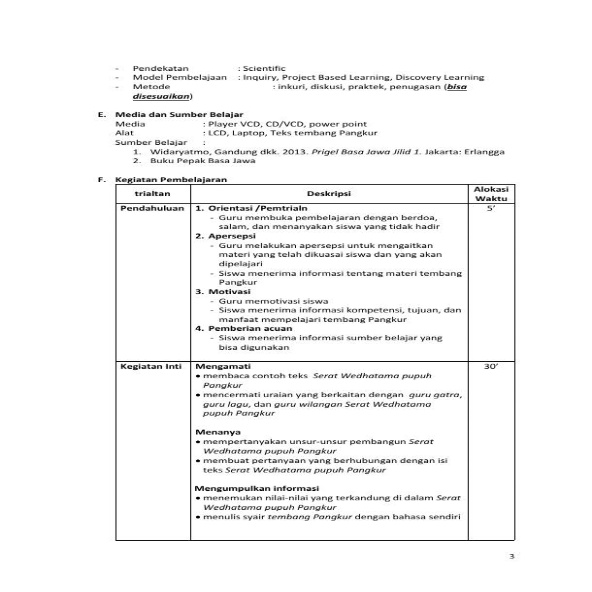 - Pendekatan : Scientific
- Model Pembelajaan : Inquiry, Project Based Learning, Discovery Learning
- Metode : inkuri, diskusi, praktek, penugasan (bisa
disesuaikan)
E. Media dan Sumber Belajar
Media : Player VCD, CD/VCD, power point
Alat : LCD, Laptop, Teks tembang Pangkur
Sumber Belajar :
1. Widaryatmo, Gandung dkk. 2013. Prigel Basa Jawa Jilid 1. Jakarta: Erlangga
2. Buku Pepak Basa Jawa
F. Kegiatan Pembelajaran
trialtan Deskripsi Alokasi
Waktu
Pendahuluan 1. Orientasi /Pemtrialn 5’
- Guru membuka pembelajaran dengan berdoa,
salam, dan menanyakan siswa yang tidak hadir
2. Apersepsi
- Guru melakukan apersepsi untuk mengaitkan
materi yang telah dikuasai siswa dan yang akan
dipelajari
- Siswa menerima informasi tentang materi tembang
Pangkur
3. Motivasi
- Guru memotivasi siswa
- Siswa menerima informasi kompetensi, tujuan, dan
manfaat mempelajari tembang Pangkur
4. Pemberian acuan
- Siswa menerima informasi sumber belajar yang
bisa digunakan
Kegiatan Inti Mengamati 30’
• membaca contoh teks Serat Wedhatama pupuh
Pangkur
• mencermati uraian yang berkaitan dengan guru gatra,
guru lagu, dan guru wilangan Serat Wedhatama
pupuh Pangkur
Menanya
• mempertanyakan unsur-unsur pembangun Serat
Wedhatama pupuh Pangkur
• membuat pertanyaan yang berhubungan dengan isi
teks Serat Wedhatama pupuh Pangkur
Mengumpulkan informasi
• menemukan nilai-nilai yang terkandung di dalam Serat
Wedhatama pupuh Pangkur
• menulis syair tembang Pangkur dengan bahasa sendiri
3